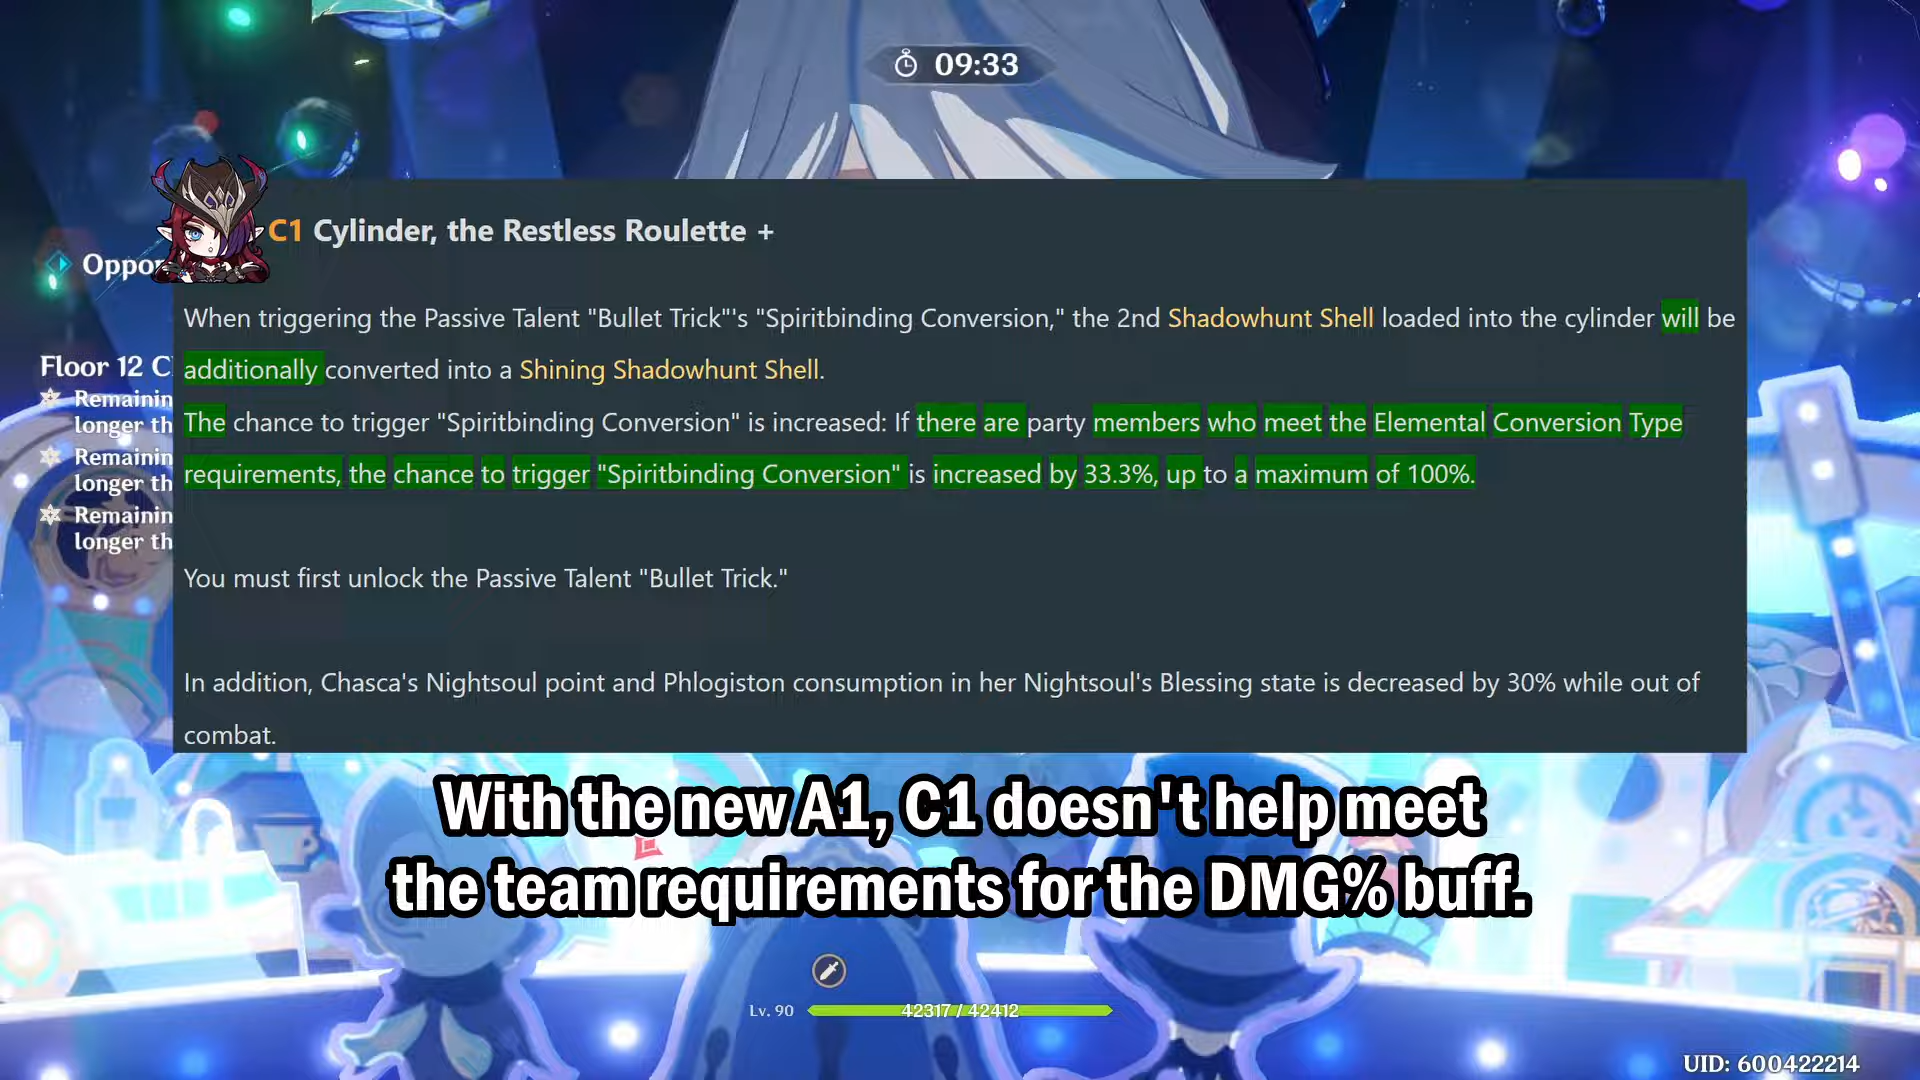 09:33
C1 Cylinder, the Restless Roulette +
Oppor
When triggering the Passive Talent "Bullet Trick"'s "Spiritbinding Conversion," the 2nd Shadowhunt Shell loaded into the cylinder will be
additionally converted into a Shining Shadowhunt Shell.
The chance to trigger "Spiritbinding Conversion" is increased: If there are party members who meet the Elemental Conversion Type
requirements, the chance to trigger "Spiritbinding Conversion" is increased by 33.3%, up to a maximum of 100%.
You must first unlock the Passive Talent "Bullet Trick."
In addition, Chasca's Nightsoul point and Phlogiston consumption in her Nightsoul's Blessing state is decreased by 30% while out of
combat.
Floor 12 C
Remainin
longer th
Remainin
longer th
Remainin
longer th
With the new A1, C1 doesn't help meet
the team requirements for the DMG% buff.
Lv. 90
42317 / 42412
UID: 600422214